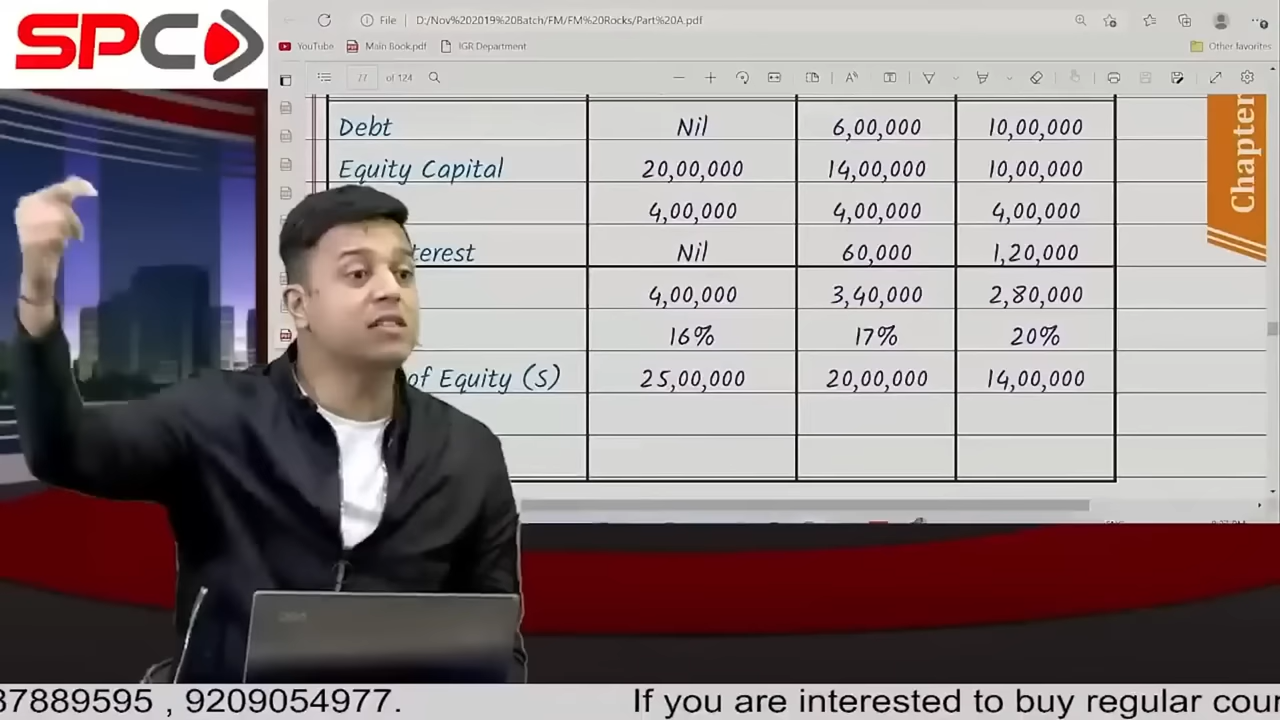 SPC
File D:/Nov%202019%20Batch/FM/FM%20Rocks/Part%20A.pdf
YouTube Main Book.pdf IGR Department Other favorites
77 of 124
Chapter
Debt Nil 6,00,000 10,00,000
Equity Capital 20,00,000 14,00,000 10,00,000
4,00,000 4,00,000 4,00,000
terest Nil 60,000 1,20,000
4,00,000 3,40,000 2,80,000
16% 17% 20%
of Equity (S) 25,00,000 20,00,000 14,00,000
37889595 , 9209054977. If you are interested to buy regular cour